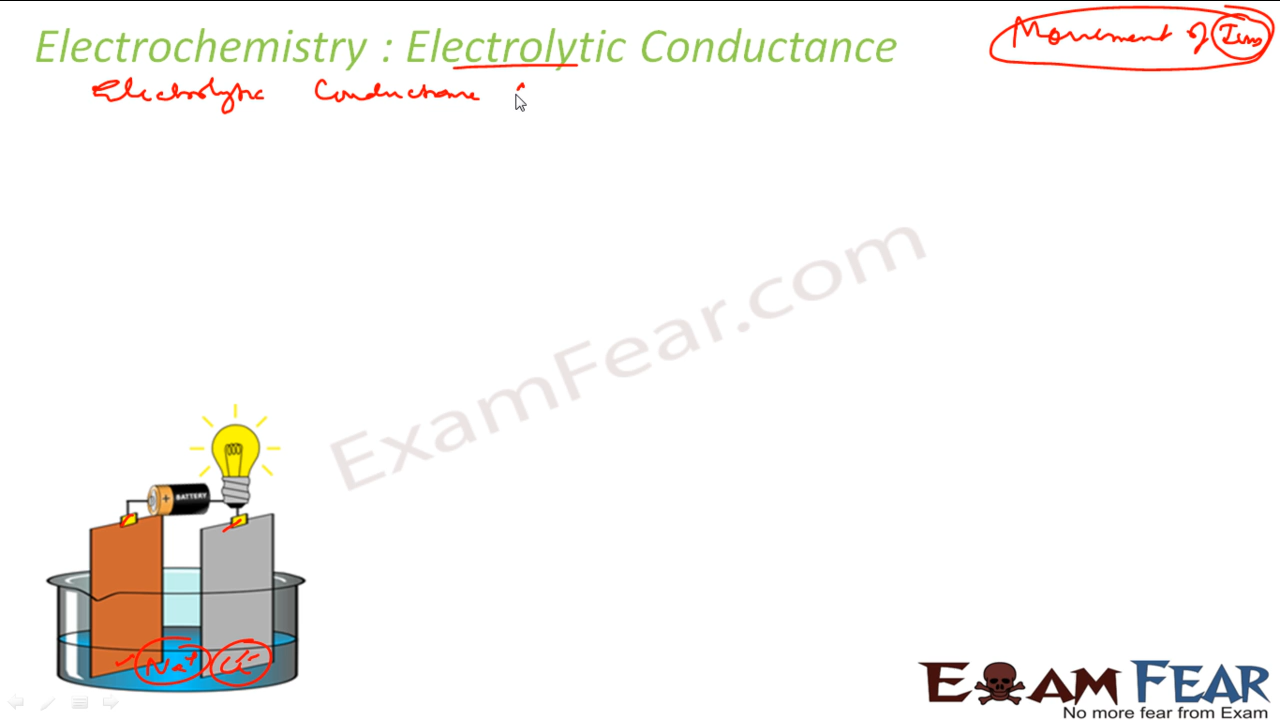 Electrochemistry : Electrolytic Conductance
Movement of Ions
Electrolytic Conductance
ExamFear.com
+ BATTERY
Na+ Cl-
EXAM FEAR
No more fear from Exam